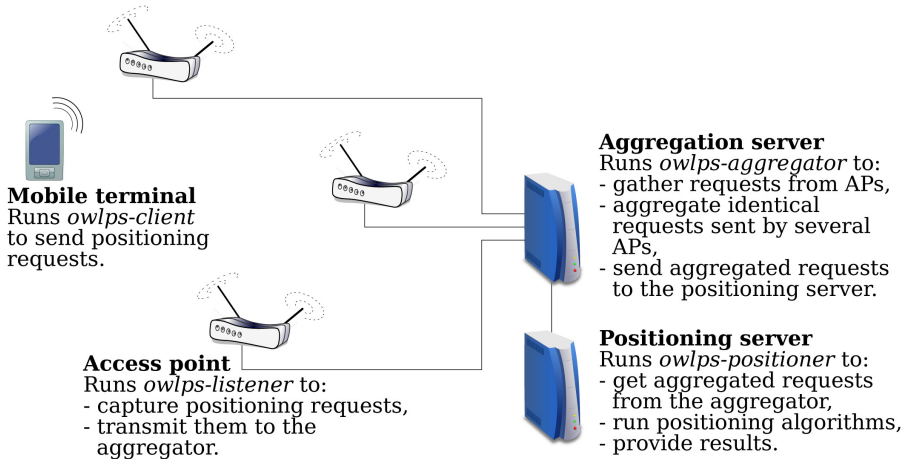 Mobile terminal
Runs owlps-client
to send positioning
requests.
Aggregation server
Runs owlps-aggregator to:
- gather requests from APs,
- aggregate identical
requests sent by several
APs,
- send aggregated requests
to the positioning server.
Access point
Runs owlps-listener to:
- capture positioning requests,
- transmit them to the
aggregator.
Positioning server
Runs owlps-positioner to:
- get aggregated requests
from the aggregator,
- run positioning algorithms,
- provide results.